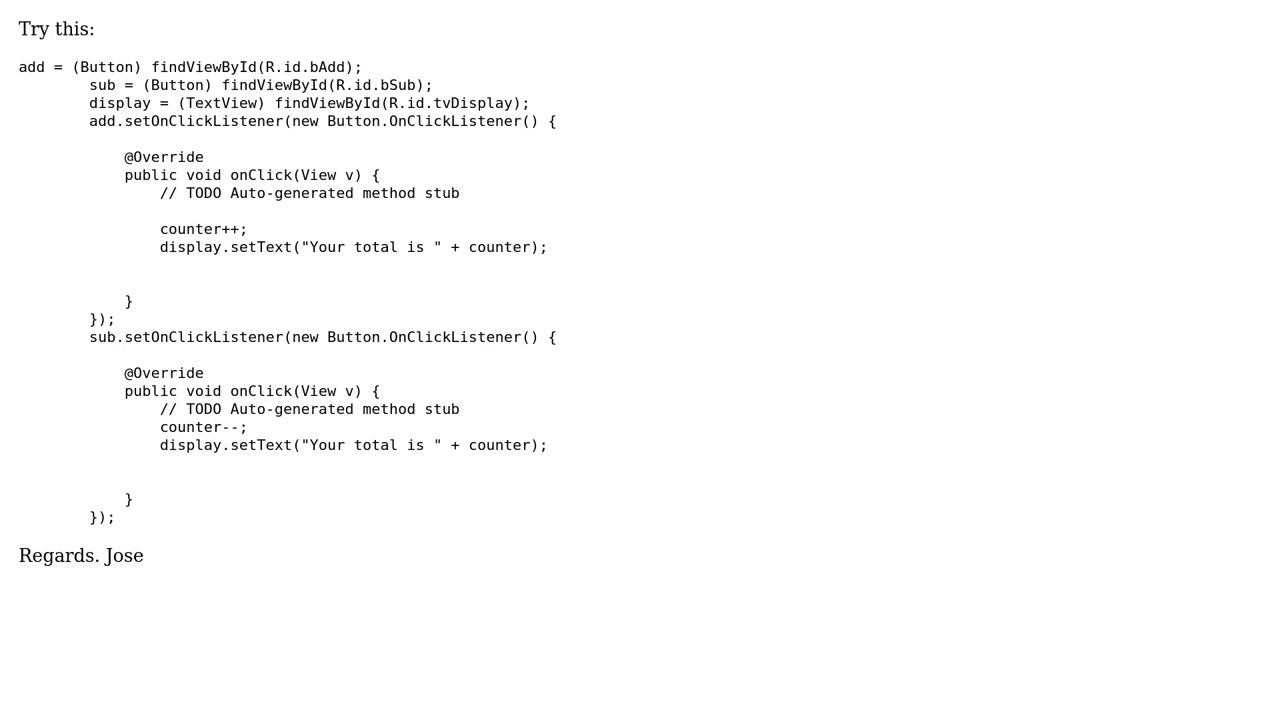 Try this:
add = (Button) findViewById(R.id.bAdd);
        sub = (Button) findViewById(R.id.bSub);
        display = (TextView) findViewById(R.id.tvDisplay);
        add.setOnClickListener(new Button.OnClickListener() {

            @Override
            public void onClick(View v) {
                // TODO Auto-generated method stub

                counter++;
                display.setText("Your total is " + counter);


            }
        });
        sub.setOnClickListener(new Button.OnClickListener() {

            @Override
            public void onClick(View v) {
                // TODO Auto-generated method stub
                counter--;
                display.setText("Your total is " + counter);


            }
        });
Regards. Jose